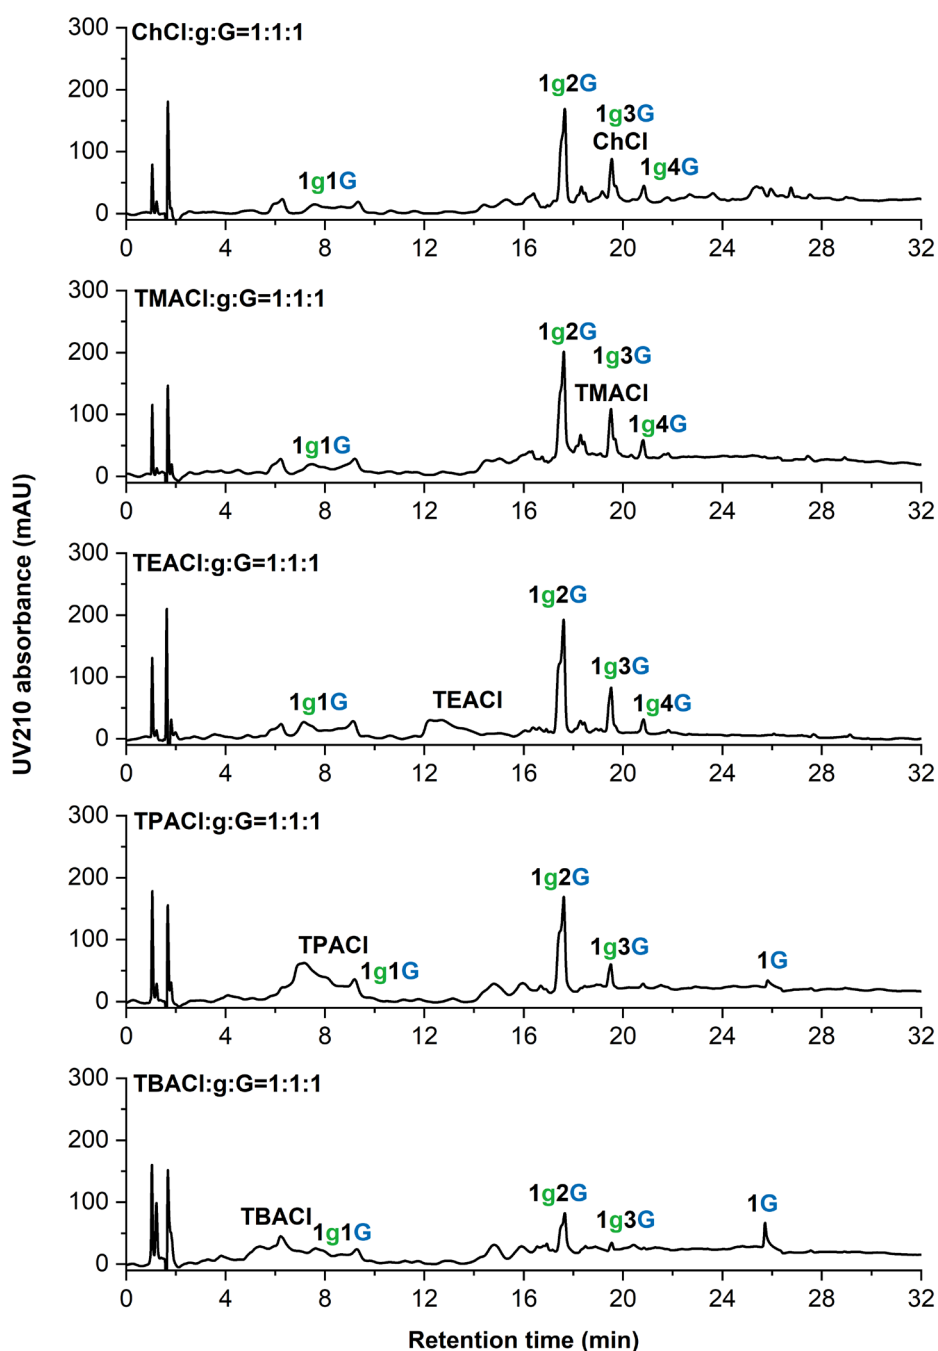 ChCl:g:G=1:1:1
300
200
100
0
1g1G
1g2G
1g3G
ChCl
1g4G
0 4 8 12 16 20 24 28 32
TMACl:g:G=1:1:1
300
200
100
0
1g1G
1g2G
1g3G
TMACl
1g4G
0 4 8 12 16 20 24 28 32
TEACl:g:G=1:1:1
300
200
100
0
1g1G
TEACl
1g2G
1g3G
1g4G
0 4 8 12 16 20 24 28 32
TPACl:g:G=1:1:1
300
200
100
0
TPACl
1g1G
1g2G
1g3G
1G
0 4 8 12 16 20 24 28 32
TBACl:g:G=1:1:1
300
200
100
0
TBACl
1g1G
1g2G
1g3G
1G
0 4 8 12 16 20 24 28 32
UV210 absorbance (mAU)
Retention time (min)